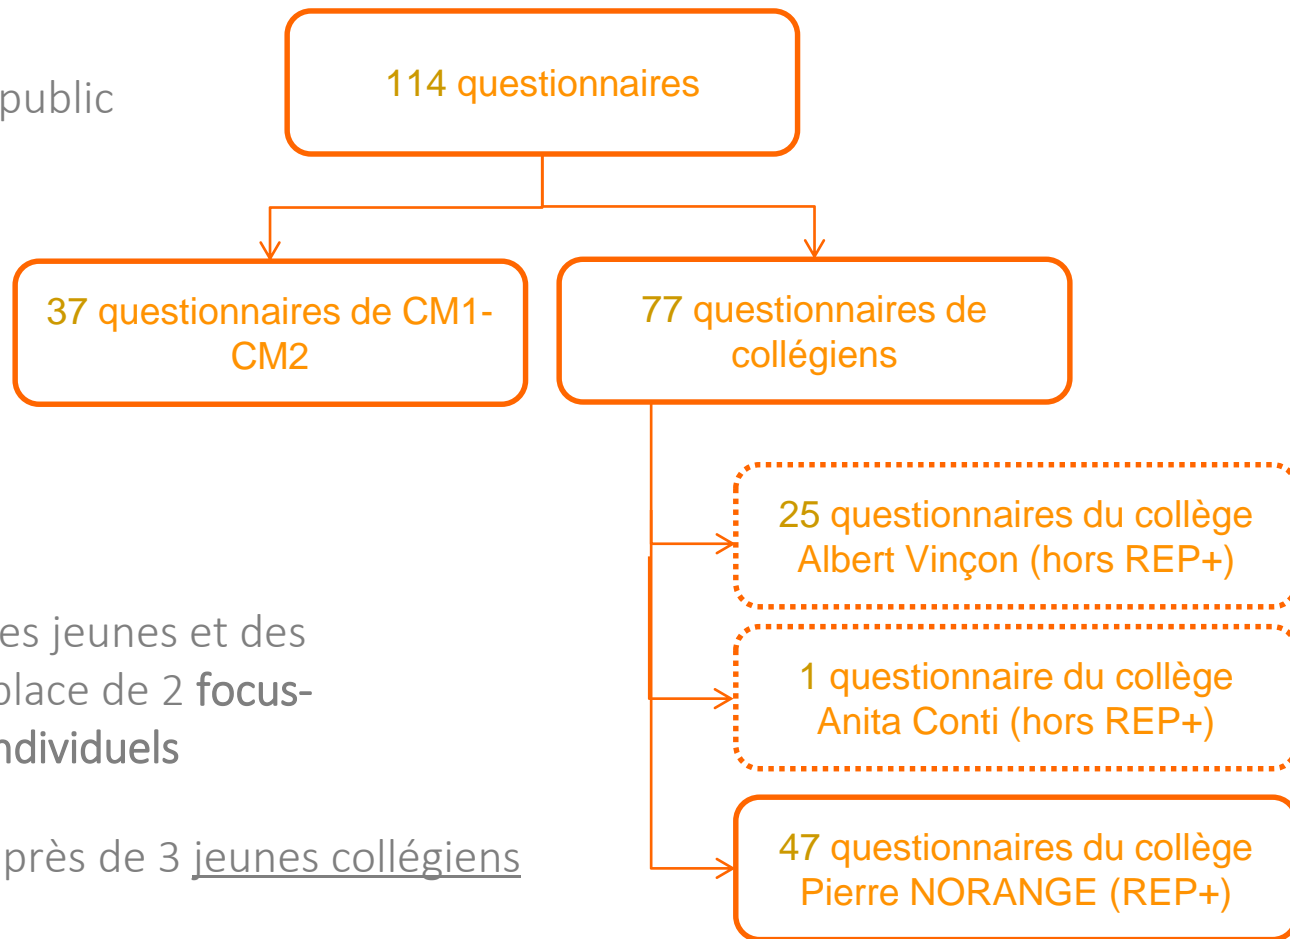 114 questionnaires
public
37 questionnaires de CM1-
CM2
77 questionnaires de
collégiens
25 questionnaires du collège
Albert Vinçon (hors REP+)
1 questionnaire du collège
Anita Conti (hors REP+)
47 questionnaires du collège
Pierre NORANGE (REP+)
es jeunes et des
place de 2 focus-
ndividuels
près de 3 jeunes collégiens